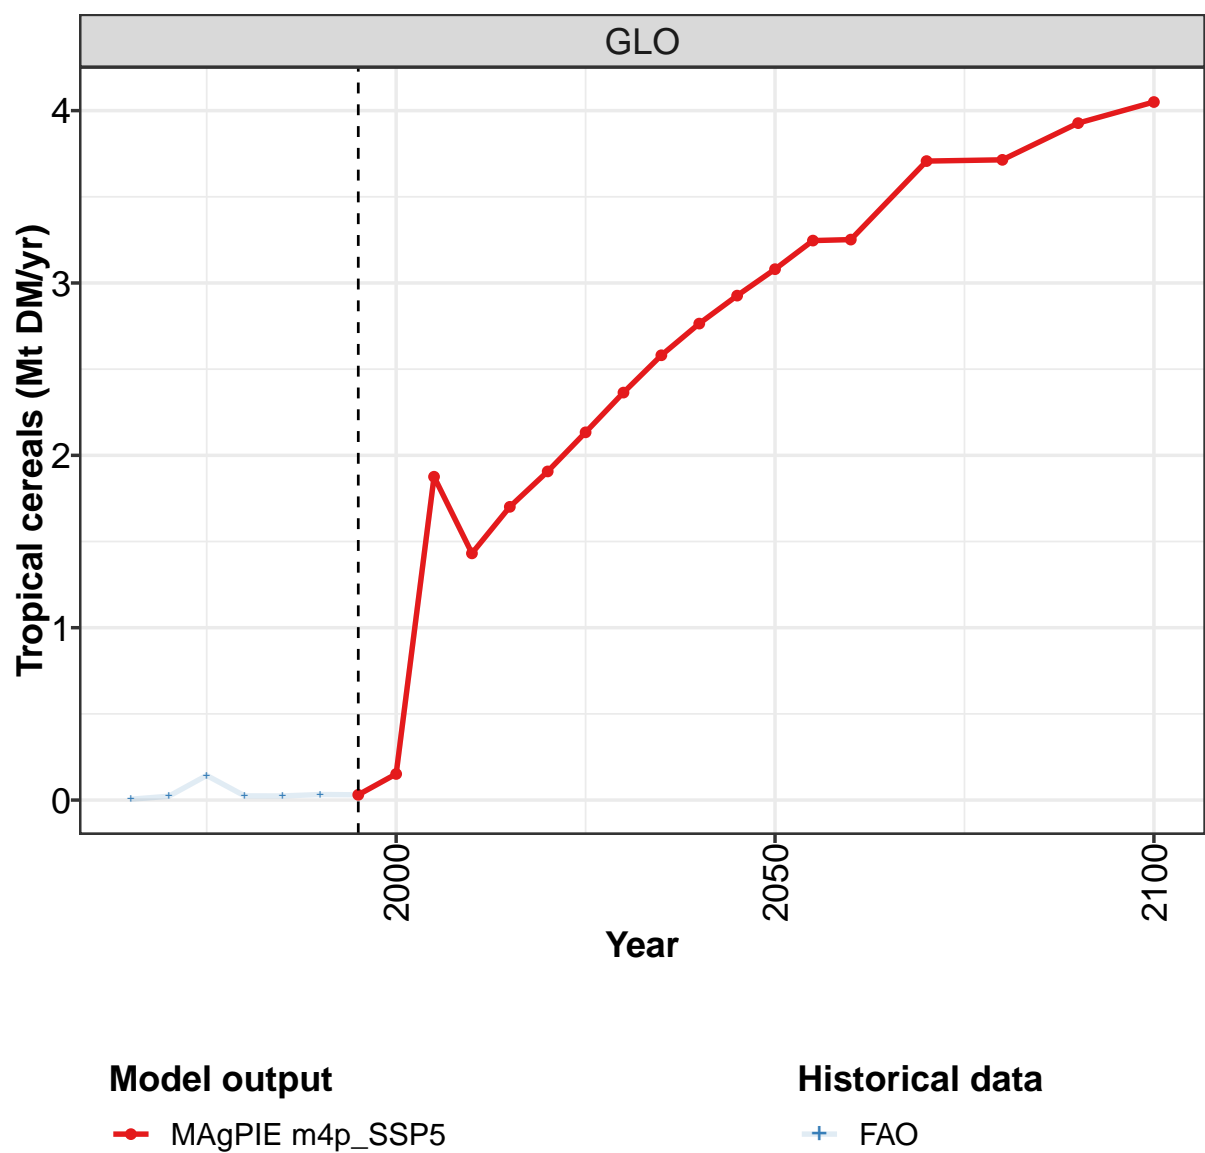 GLO
Tropical cereals (Mt DM/yr)
4
3
2
1
0
2000
2050
2100
Year
Model output
MAgPIE m4p_SSP5
Historical data
FAO